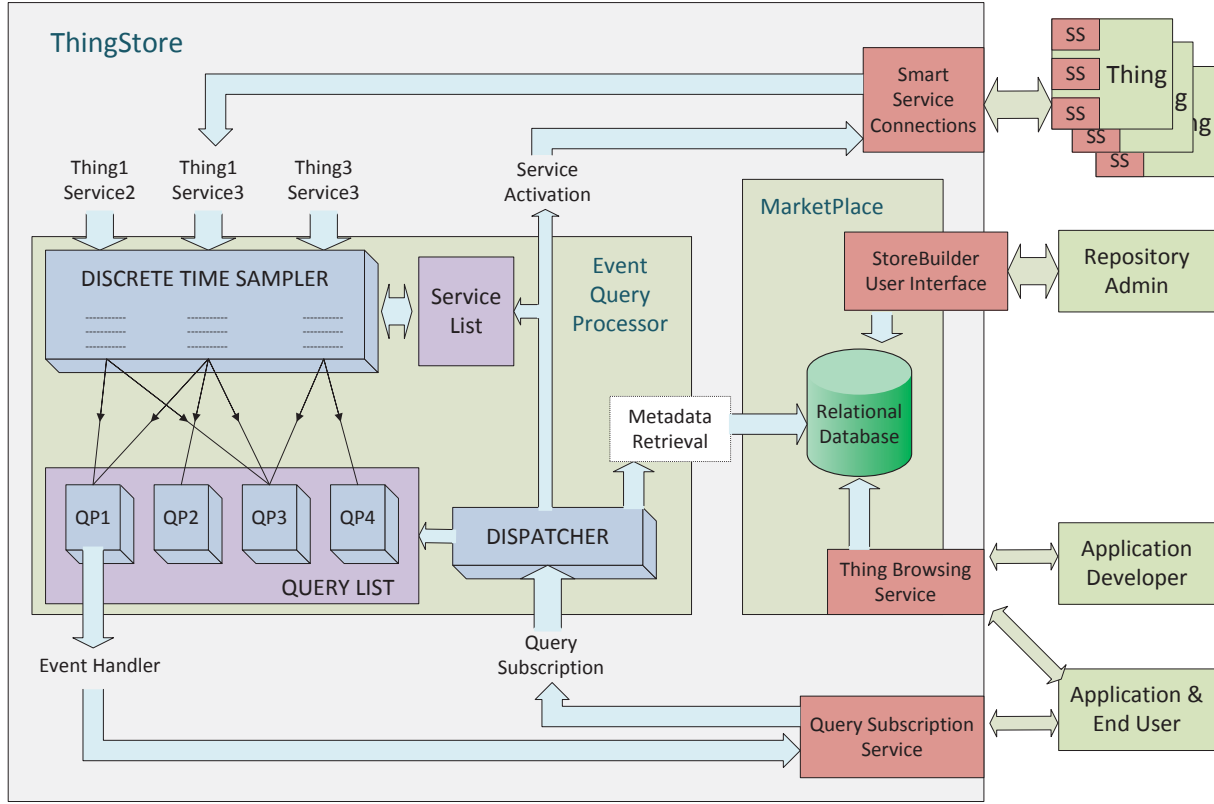 ThingStore
Smart
Service
Connections
SS
SS
SS
Thing
SS
ng
SS
ng
Thing1
Service2
Thing1
Service3
Thing3
Service3
Service
Activation
MarketPlace
DISCRETE TIME SAMPLER
Service
List
Event
Query
Processor
StoreBuilder
User Interface
Repository
Admin
Metadata
Retrieval
Relational
Database
QP1
QP2
QP3
QP4
QUERY LIST
DISPATCHER
Thing Browsing
Service
Application
Developer
Event Handler
Query
Subscription
Query Subscription
Service
Application &
End User